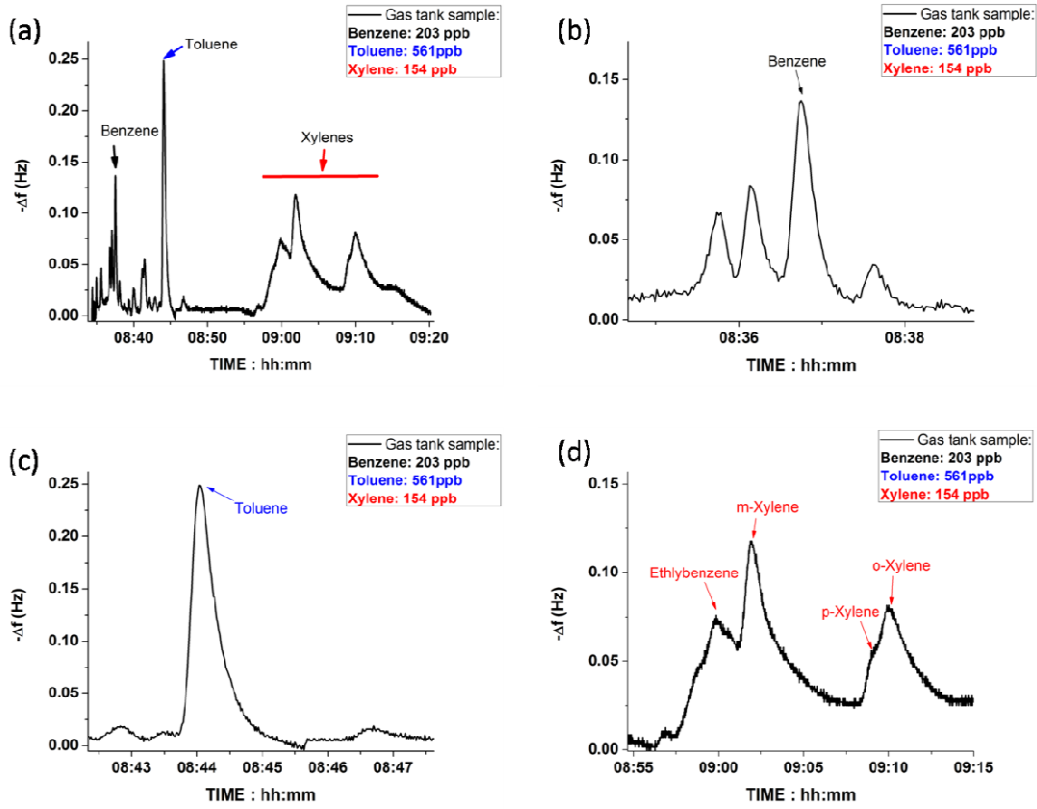 (a)
Gas tank sample:
Benzene: 203 ppb
Toluene: 561ppb
Xylene: 154 ppb
Toluene
Benzene
Xylenes
0.25
0.20
0.15
0.10
0.05
0.00
-Δf (Hz)
08:40 08:50 09:00 09:10 09:20
TIME : hh:mm
(b)
Gas tank sample:
Benzene: 203 ppb
Toluene: 561ppb
Xylene: 154 ppb
Benzene
0.15
0.10
0.05
0.00
-Δf (Hz)
08:36 08:38
TIME : hh:mm
(c)
Gas tank sample:
Benzene: 203 ppb
Toluene: 561ppb
Xylene: 154 ppb
Toluene
0.25
0.20
0.15
0.10
0.05
0.00
-Δf (Hz)
08:43 08:44 08:45 08:46 08:47
TIME : hh:mm
(d)
Gas tank sample:
Benzene: 203 ppb
Toluene: 561ppb
Xylene: 154 ppb
m-Xylene
Ethlybenzene
o-Xylene
p-Xylene
0.15
0.10
0.05
0.00
-Δf (Hz)
08:55 09:00 09:05 09:10 09:15
TIME : hh:mm